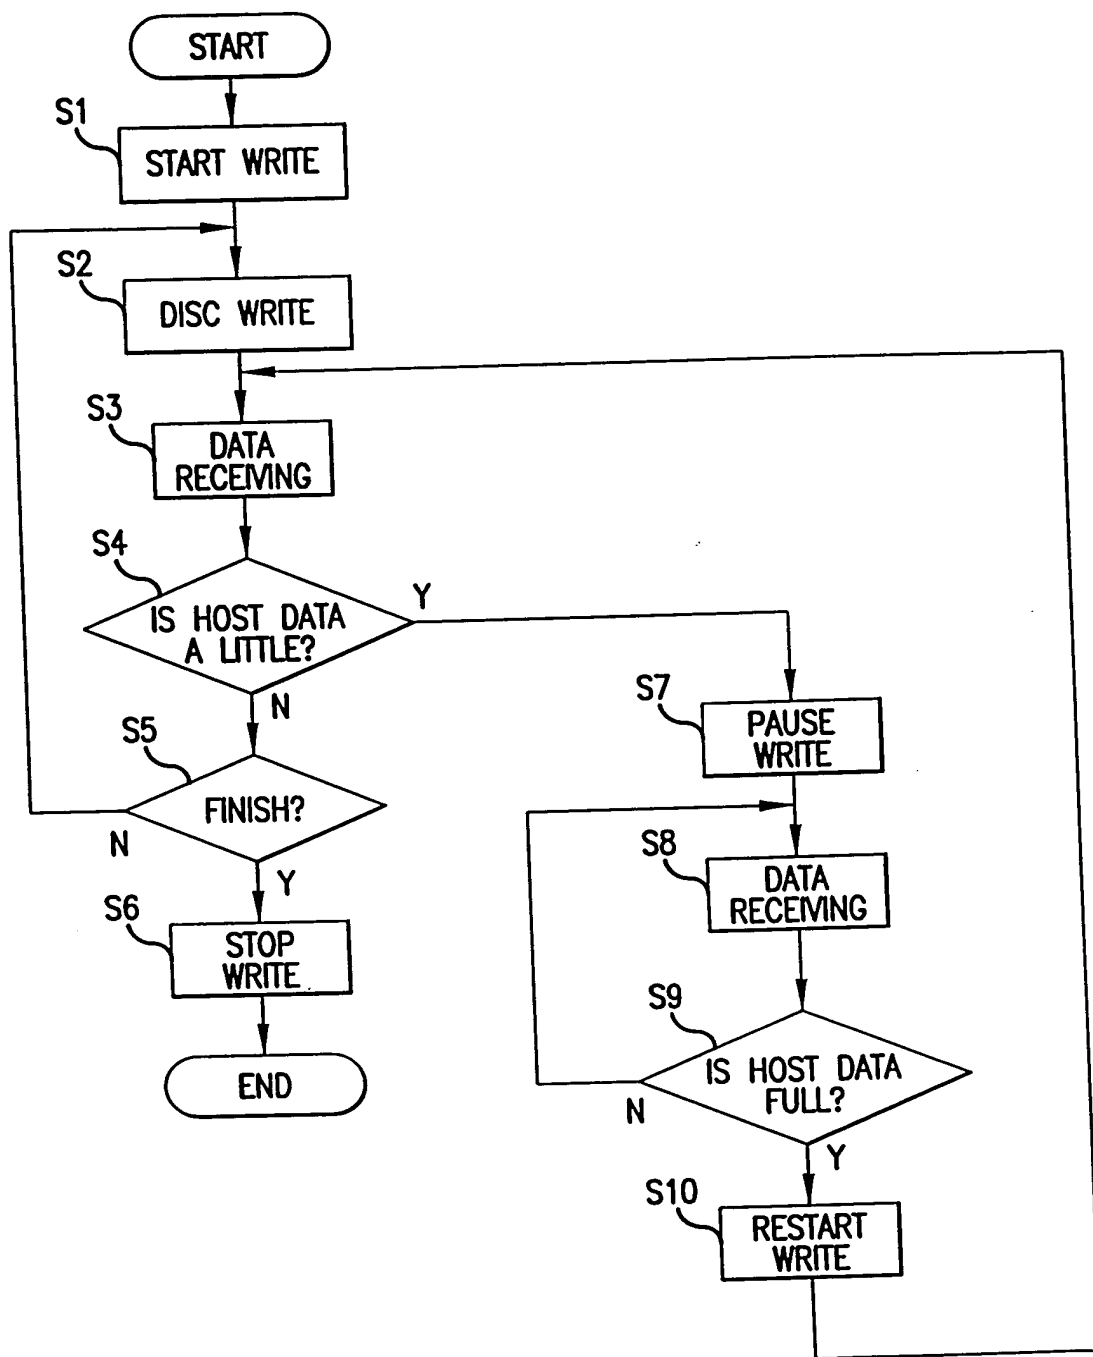 START
S1
START WRITE
S2
DISC WRITE
S3
DATA
RECEIVING
S4
IS HOST DATA
A LITTLE?
Y
N
S5
FINISH?
N
Y
S6
STOP
WRITE
END
S7
PAUSE
WRITE
S8
DATA
RECEIVING
S9
IS HOST DATA
FULL?
N
Y
S10
RESTART
WRITE